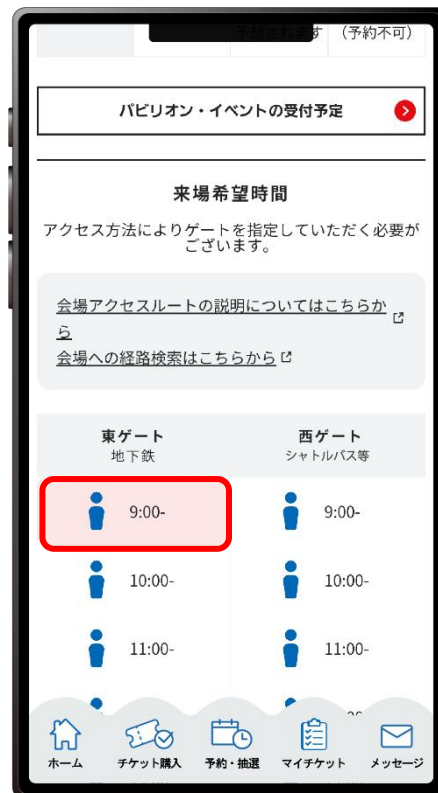 予想されます (予約不可)
パビリオン・イベントの受付予定
来場希望時間
アクセス方法によりゲートを指定していただく必要が
ございます。
会場アクセスルートの説明についてはこちらか
ら
会場への経路検索はこちらから
東ゲート 西ゲート
地下鉄 シャトルバス等
9:00- 9:00-
10:00- 10:00-
11:00- 11:00-
ホーム チケット購入 予約・抽選 マイチケット メッセージ